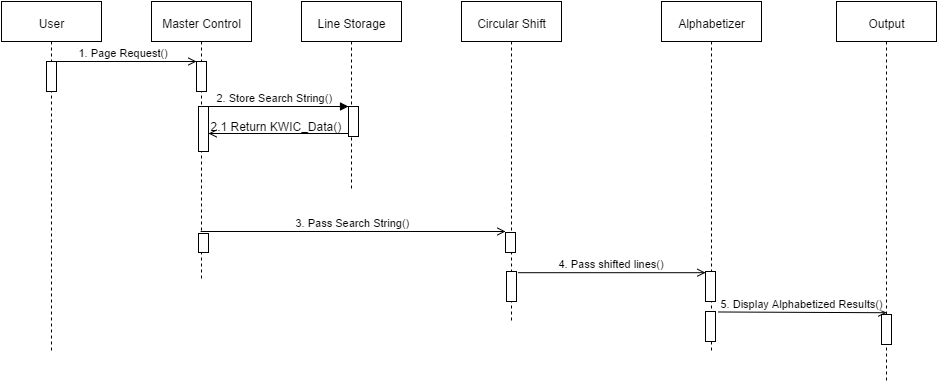 User
Master Control
Line Storage
Circular Shift
Alphabetizer
Output
1. Page Request()
2. Store Search String()
2.1 Return KWIC_Data()
3. Pass Search String()
4. Pass shifted lines()
5. Display Alphabetized Results()